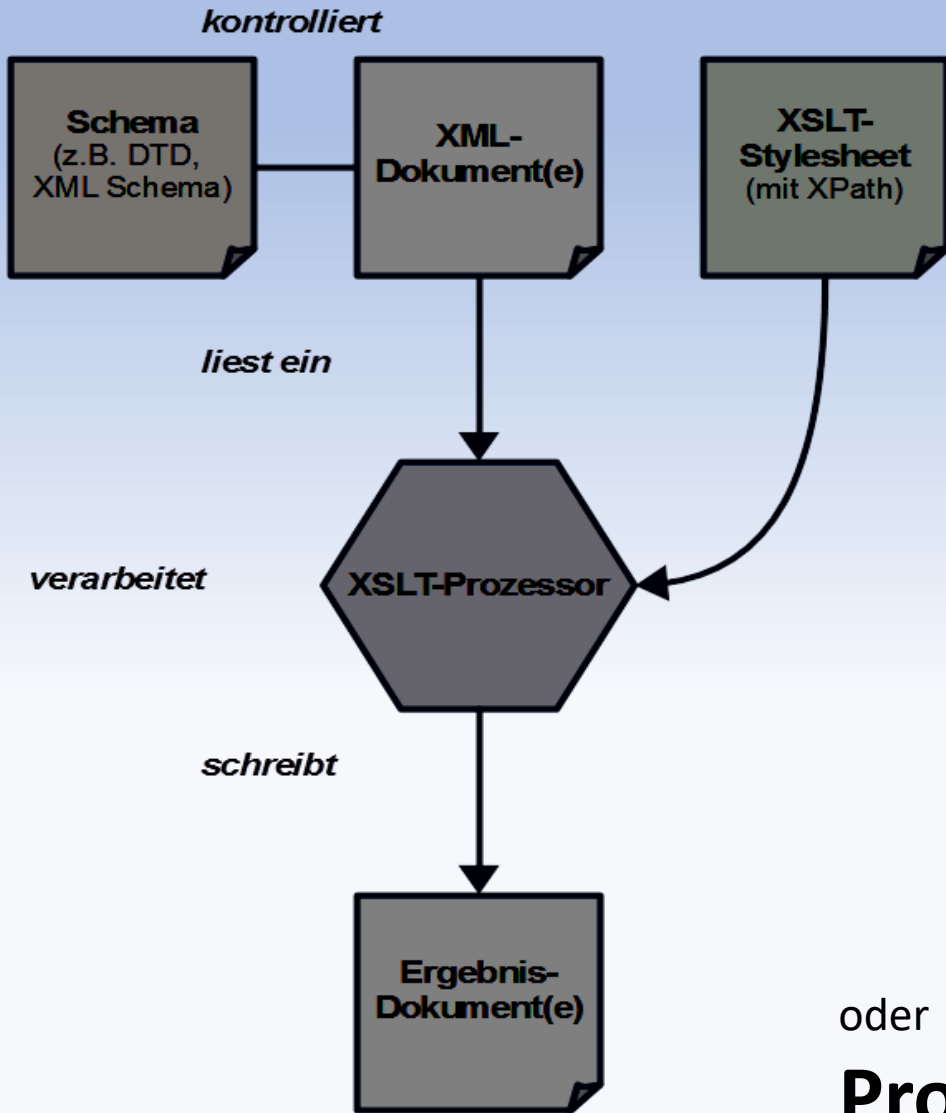 kontrolliert
Schema
(z.B. DTD,
XML Schema)
XML-
Dokument(e)
XSLT-
Stylesheet
(mit XPath)
liest ein
verarbeitet
XSLT-Prozessor
schreibt
Ergebnis-
Dokument(e)
oder